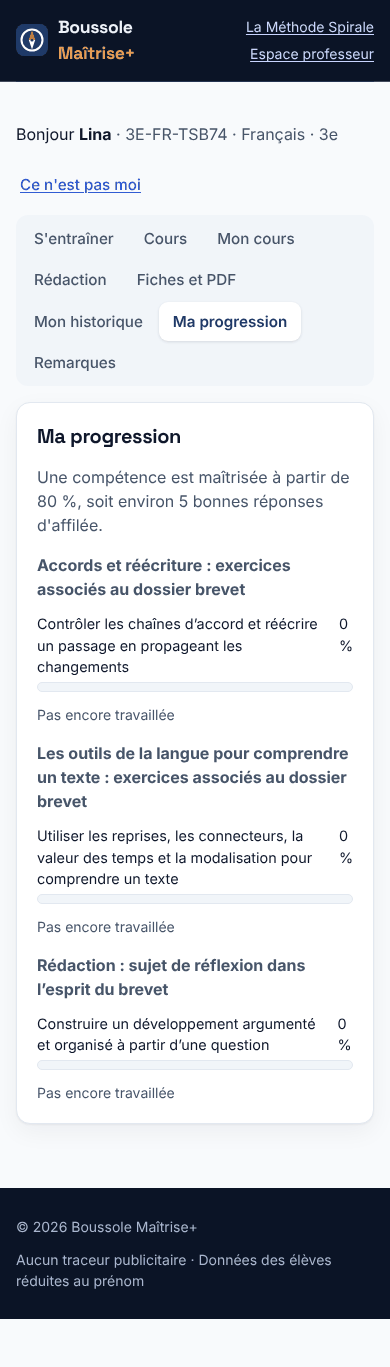 Boussole
Maîtrise+
La Méthode Spirale
Espace professeur
Bonjour Lina · 3E-FR-TSB74 · Français · 3e
Ce n'est pas moi
S'entraîner Cours Mon cours
Rédaction Fiches et PDF
Mon historique Ma progression
Remarques
Ma progression
Une compétence est maîtrisée à partir de
80 %, soit environ 5 bonnes réponses
d'affilée.
Accords et réécriture : exercices
associés au dossier brevet
Contrôler les chaînes d’accord et réécrire 0
un passage en propageant les %
changements
Pas encore travaillée
Les outils de la langue pour comprendre
un texte : exercices associés au dossier
brevet
Utiliser les reprises, les connecteurs, la 0
valeur des temps et la modalisation pour %
comprendre un texte
Pas encore travaillée
Rédaction : sujet de réflexion dans
l’esprit du brevet
Construire un développement argumenté 0
et organisé à partir d’une question %
Pas encore travaillée
© 2026 Boussole Maîtrise+
Aucun traceur publicitaire · Données des élèves
réduites au prénom